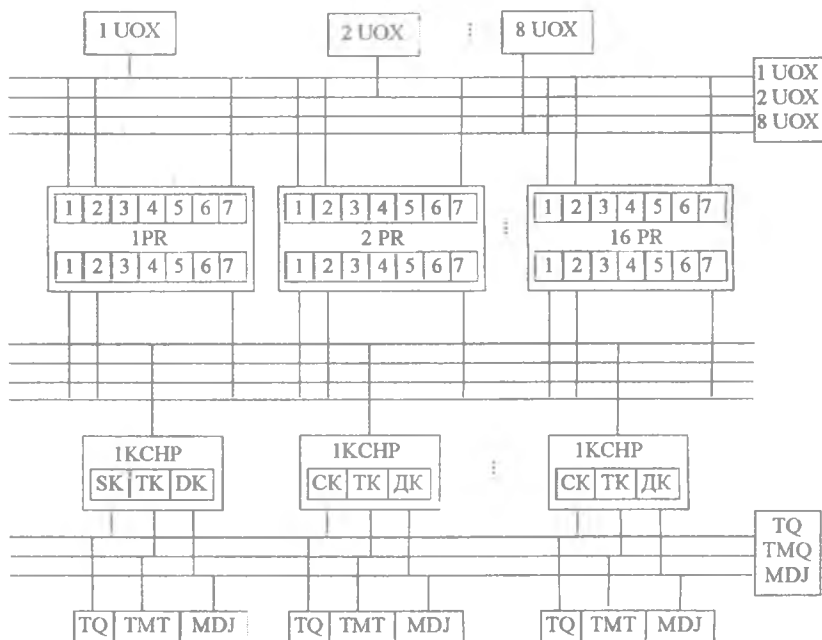 1 UOX 2 UOX 8 UOX
1 UOX
2 UOX
8 UOX
1 2 3 4 5 6 7 1 2 3 4 5 6 7 1 2 3 4 5 6 7
1PR 2 PR 16 PR
1 2 3 4 5 6 7 1 2 3 4 5 6 7 1 2 3 4 5 6 7
1KCHP 1KCHP 1KCHP
SK TK DK СК ТК ДК СК ТК ДК
TQ
TMQ
MDJ
TQ TMT MDJ TQ TMT MDJ TQ TMT MDJ